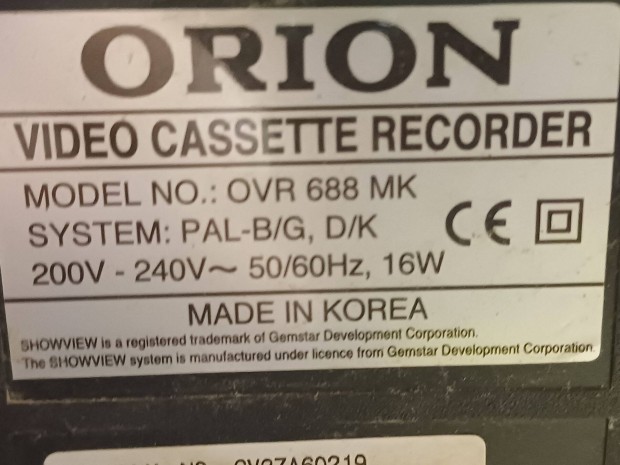 ORION
VIDEO CASSETTE RECORDER
MODEL NO.: OVR 688 MK
SYSTEM: PAL-B/G, D/K
CE
200V - 240V~ 50/60Hz, 16W
MADE IN KOREA
SHOWVIEW is a registered trademark of Gemstar Development Corporation.
The SHOWVIEW system is manufactured under licence from Gemstar Development Corporation.